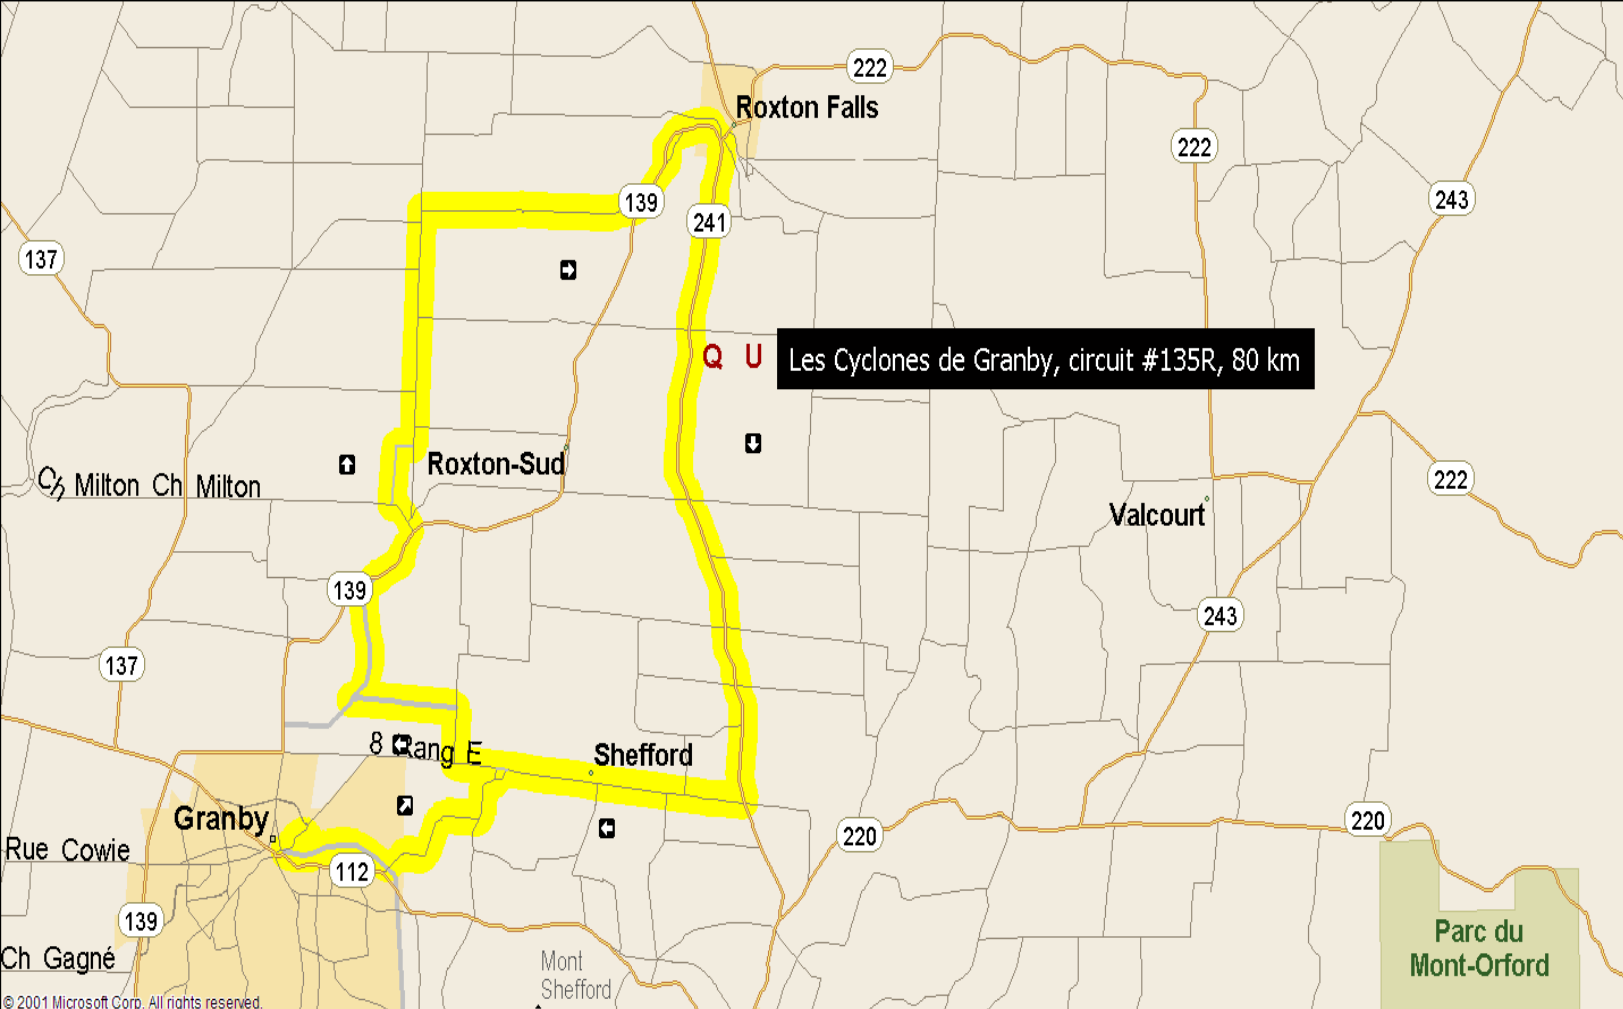 222
Roxton Falls
222
139
243
241
137
Q U
Les Cyclones de Granby, circuit #135R, 80 km
Roxton-Sud
Ch Milton Ch Milton
222
Valcourt
139
243
137
8 Rang E
Shefford
Granby
220
220
Rue Cowie
112
139
Parc du
Mont-Orford
Ch Gagné
Mont
Shefford
© 2001 Microsoft Corp. All rights reserved.